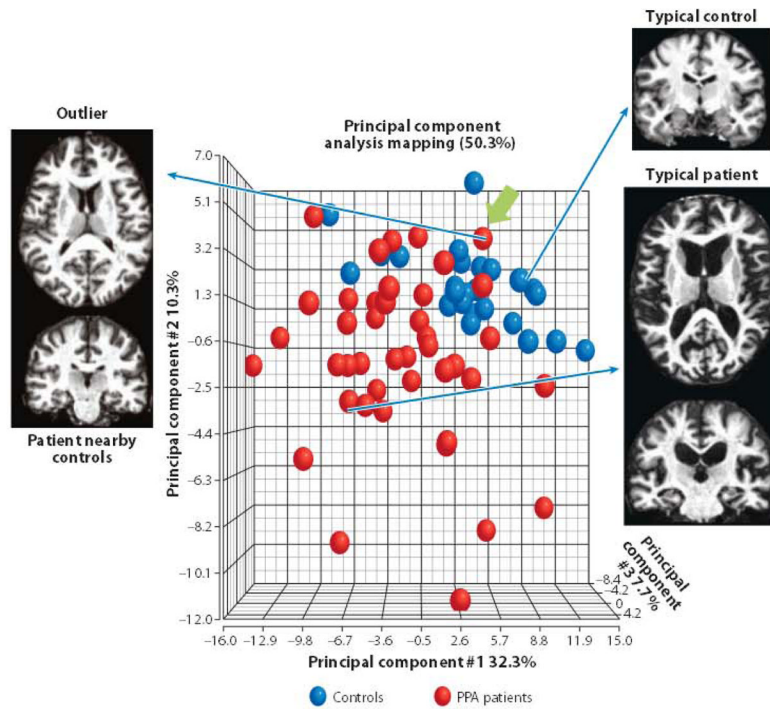 Typical control
Outlier
Principal component
analysis mapping (50.3%)
Typical patient
Patient nearby
controls
Principal component #2 10.3%
7.0
5.1
3.2
1.3
−0.6
−2.5
−4.4
−6.3
−8.2
−10.1
−12.0
−16.0 −12.9 −9.8 −6.7 −3.6 −0.5 2.6 5.7 8.8 11.9 15.0
Principal component #1 32.3%
−8.4
−4.2
0
4.2
Principal
component
#3 7.7%
Controls
PPA patients